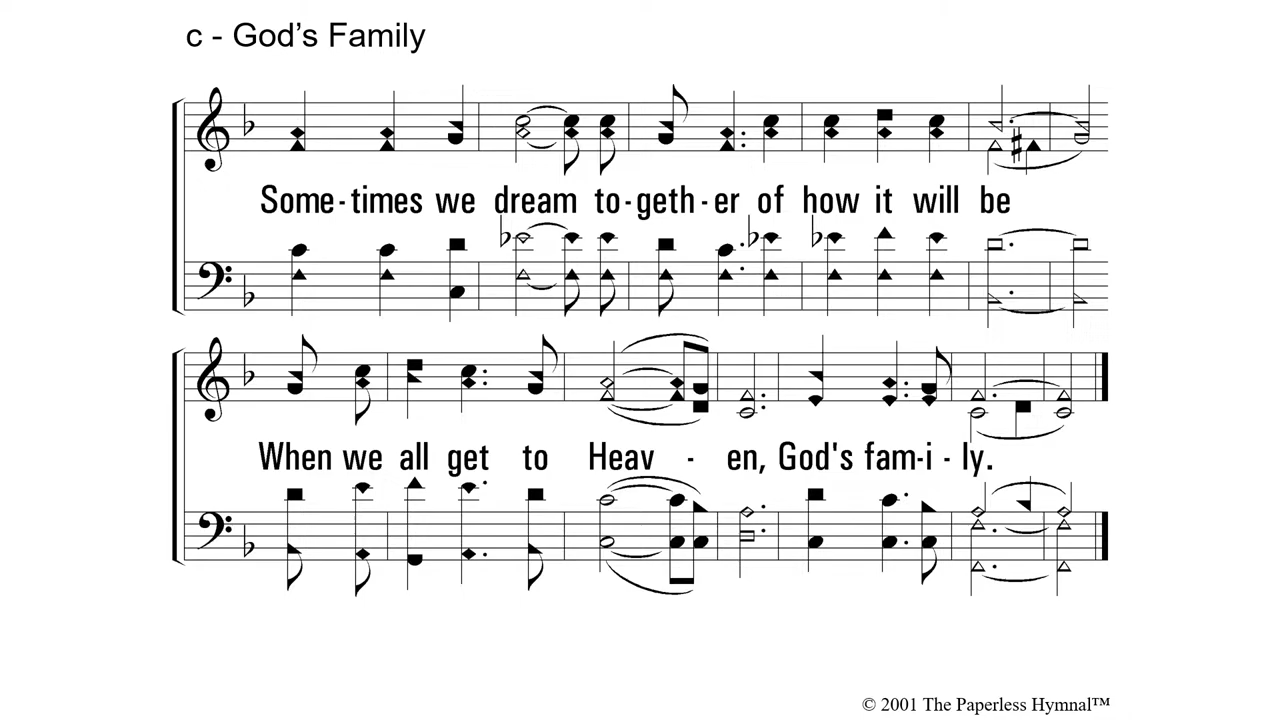 c - God’s Family
Some-times we dream to-geth-er of how it will be
When we all get to Heav - en, God's fam-i - ly.
© 2001 The Paperless Hymnal™